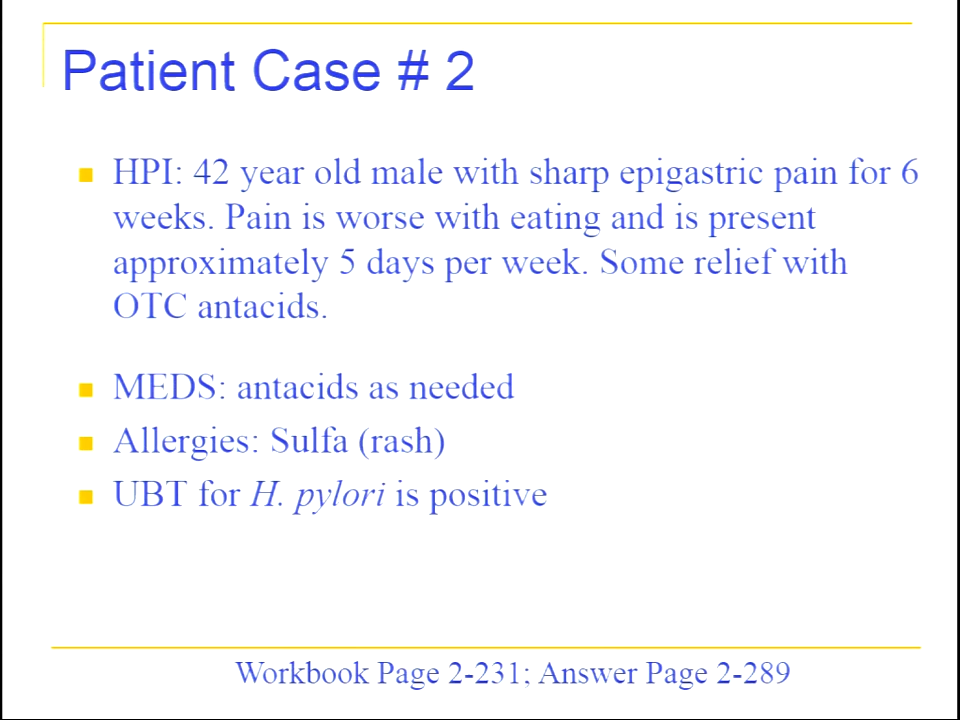 Patient Case # 2
HPI: 42 year old male with sharp epigastric pain for 6
weeks. Pain is worse with eating and is present
approximately 5 days per week. Some relief with
OTC antacids.
MEDS: antacids as needed
Allergies: Sulfa (rash)
UBT for H. pylori is positive
Workbook Page 2-231; Answer Page 2-289